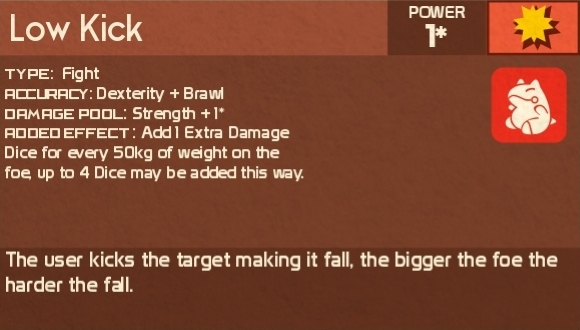 Low Kick
POWER
1*
TYPE: Fight
ACCURACY: Dexterity + Brawl
DAMAGE POOL: Strength +1*
ADDED EFFECT: Add 1 Extra Damage
Dice for every 50kg of weight on the
foe, up to 4 Dice may be added this way.
The user kicks the target making it fall, the bigger the foe the
harder the fall.